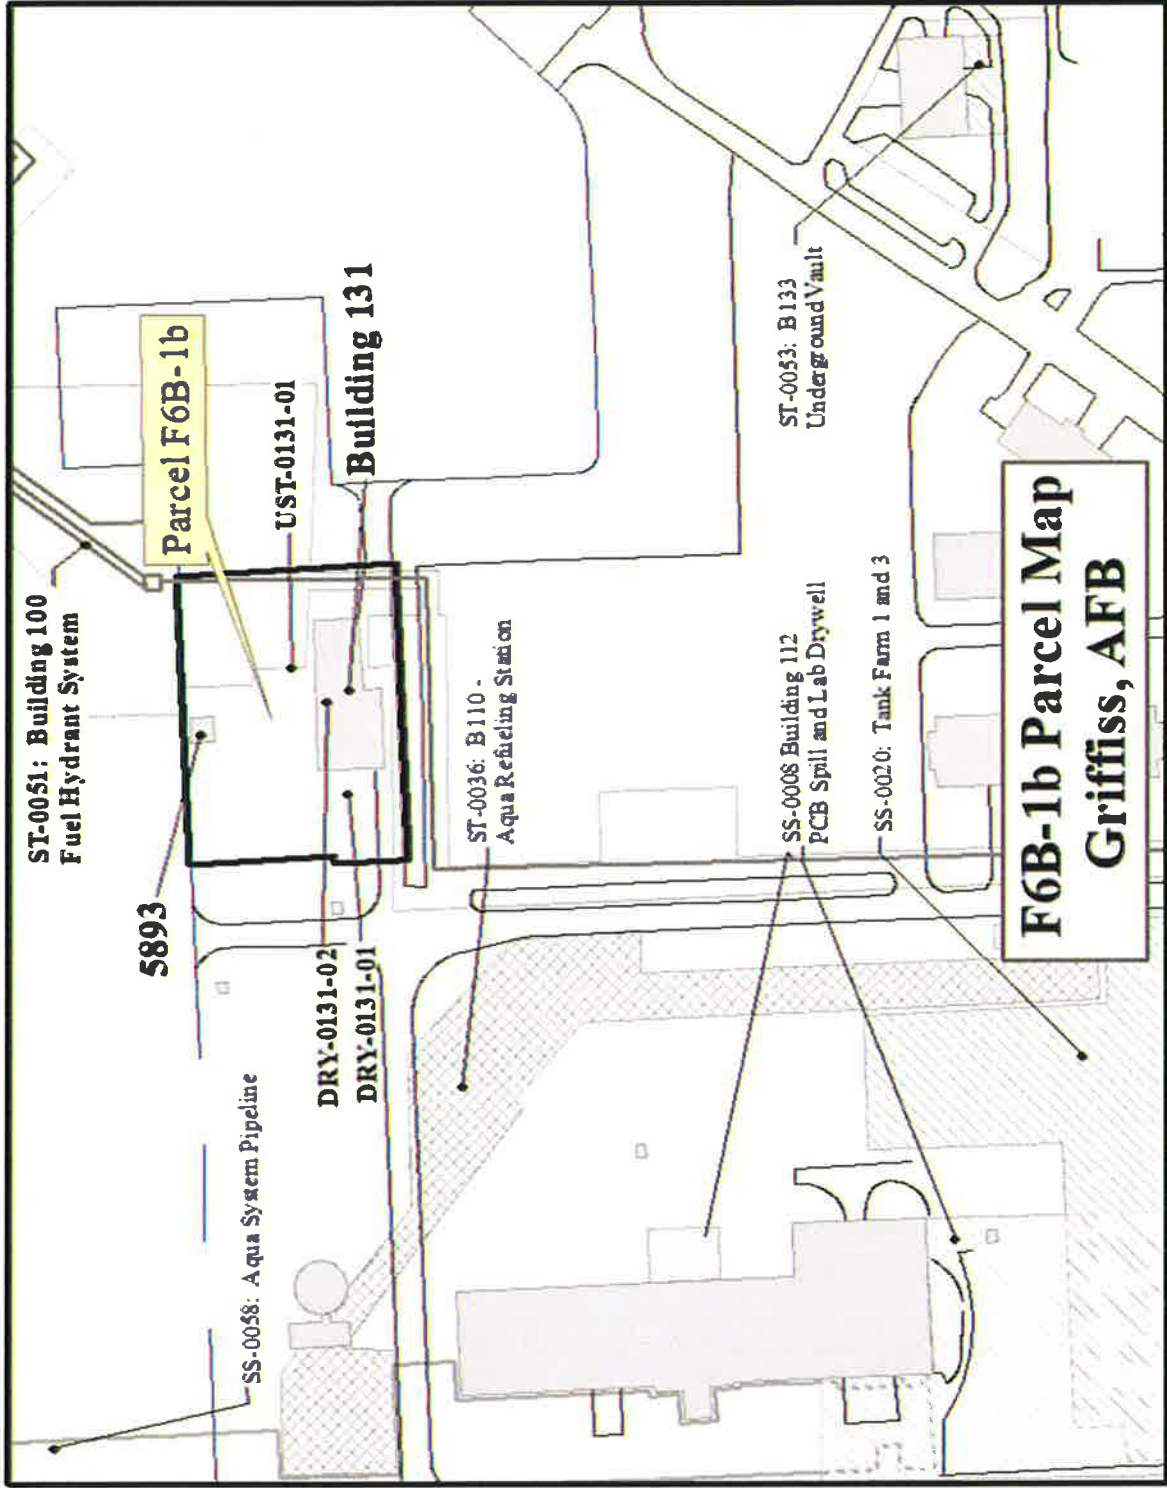 ST-0051: Building 100
Fuel Hydrant System
Parcel F6B-1b
5893
UST-0131-01
Building 131
DRY-0131-02
DRY-0131-01
SS-0058: Aqua System Pipeline
ST-0036: B110 -
Aqua Refueling Station
SS-0008 Building 112
PCB Spill and Lab Drywell
SS-0020: Tank Farm 1 and 3
ST-0053: B133
Underground Vault
F6B-1b Parcel Map
Griffiss, AFB